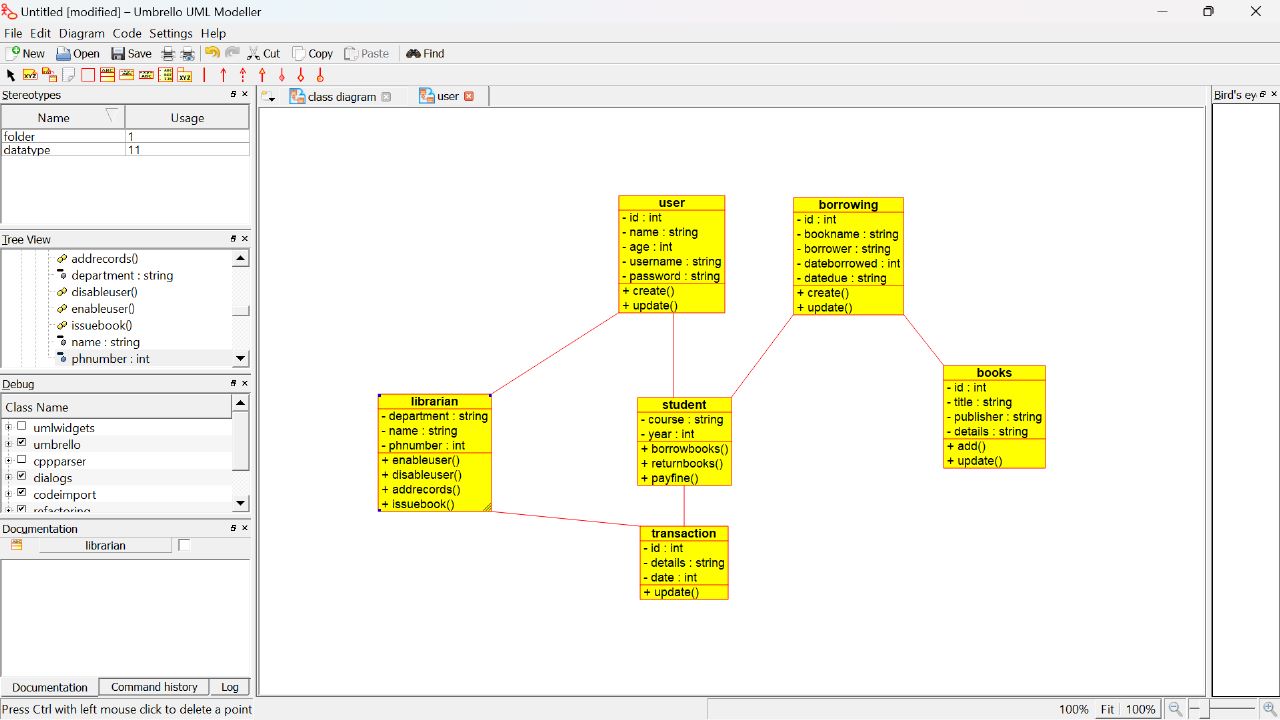 Untitled [modified] – Umbrello UML Modeller
File Edit Diagram Code Settings Help
New Open Save Cut Copy Paste Find
Stereotypes
Name Usage
folder 1
datatype 11
Tree View
addrecords()
department : string
disableuser()
enableuser()
issuebook()
name : string
phnumber : int
Debug
Class Name
umlwidgets
umbrello
cppparser
dialogs
codeimport
refactoring
Documentation
librarian
Documentation Command history Log
Press Ctrl with left mouse click to delete a point
class diagram user
user
- id : int
- name : string
- age : int
- username : string
- password : string
+ create()
+ update()
borrowing
- id : int
- bookname : string
- borrower : string
- dateborrowed : int
- datedue : string
+ create()
+ update()
librarian
- department : string
- name : string
- phnumber : int
+ enableuser()
+ disableuser()
+ addrecords()
+ issuebook()
student
- course : string
- year : int
+ borrowbooks()
+ returnbooks()
+ payfine()
books
- id : int
- title : string
- publisher : string
- details : string
+ add()
+ update()
transaction
- id : int
- details : string
- date : int
+ update()
Bird's ey
100% Fit 100%